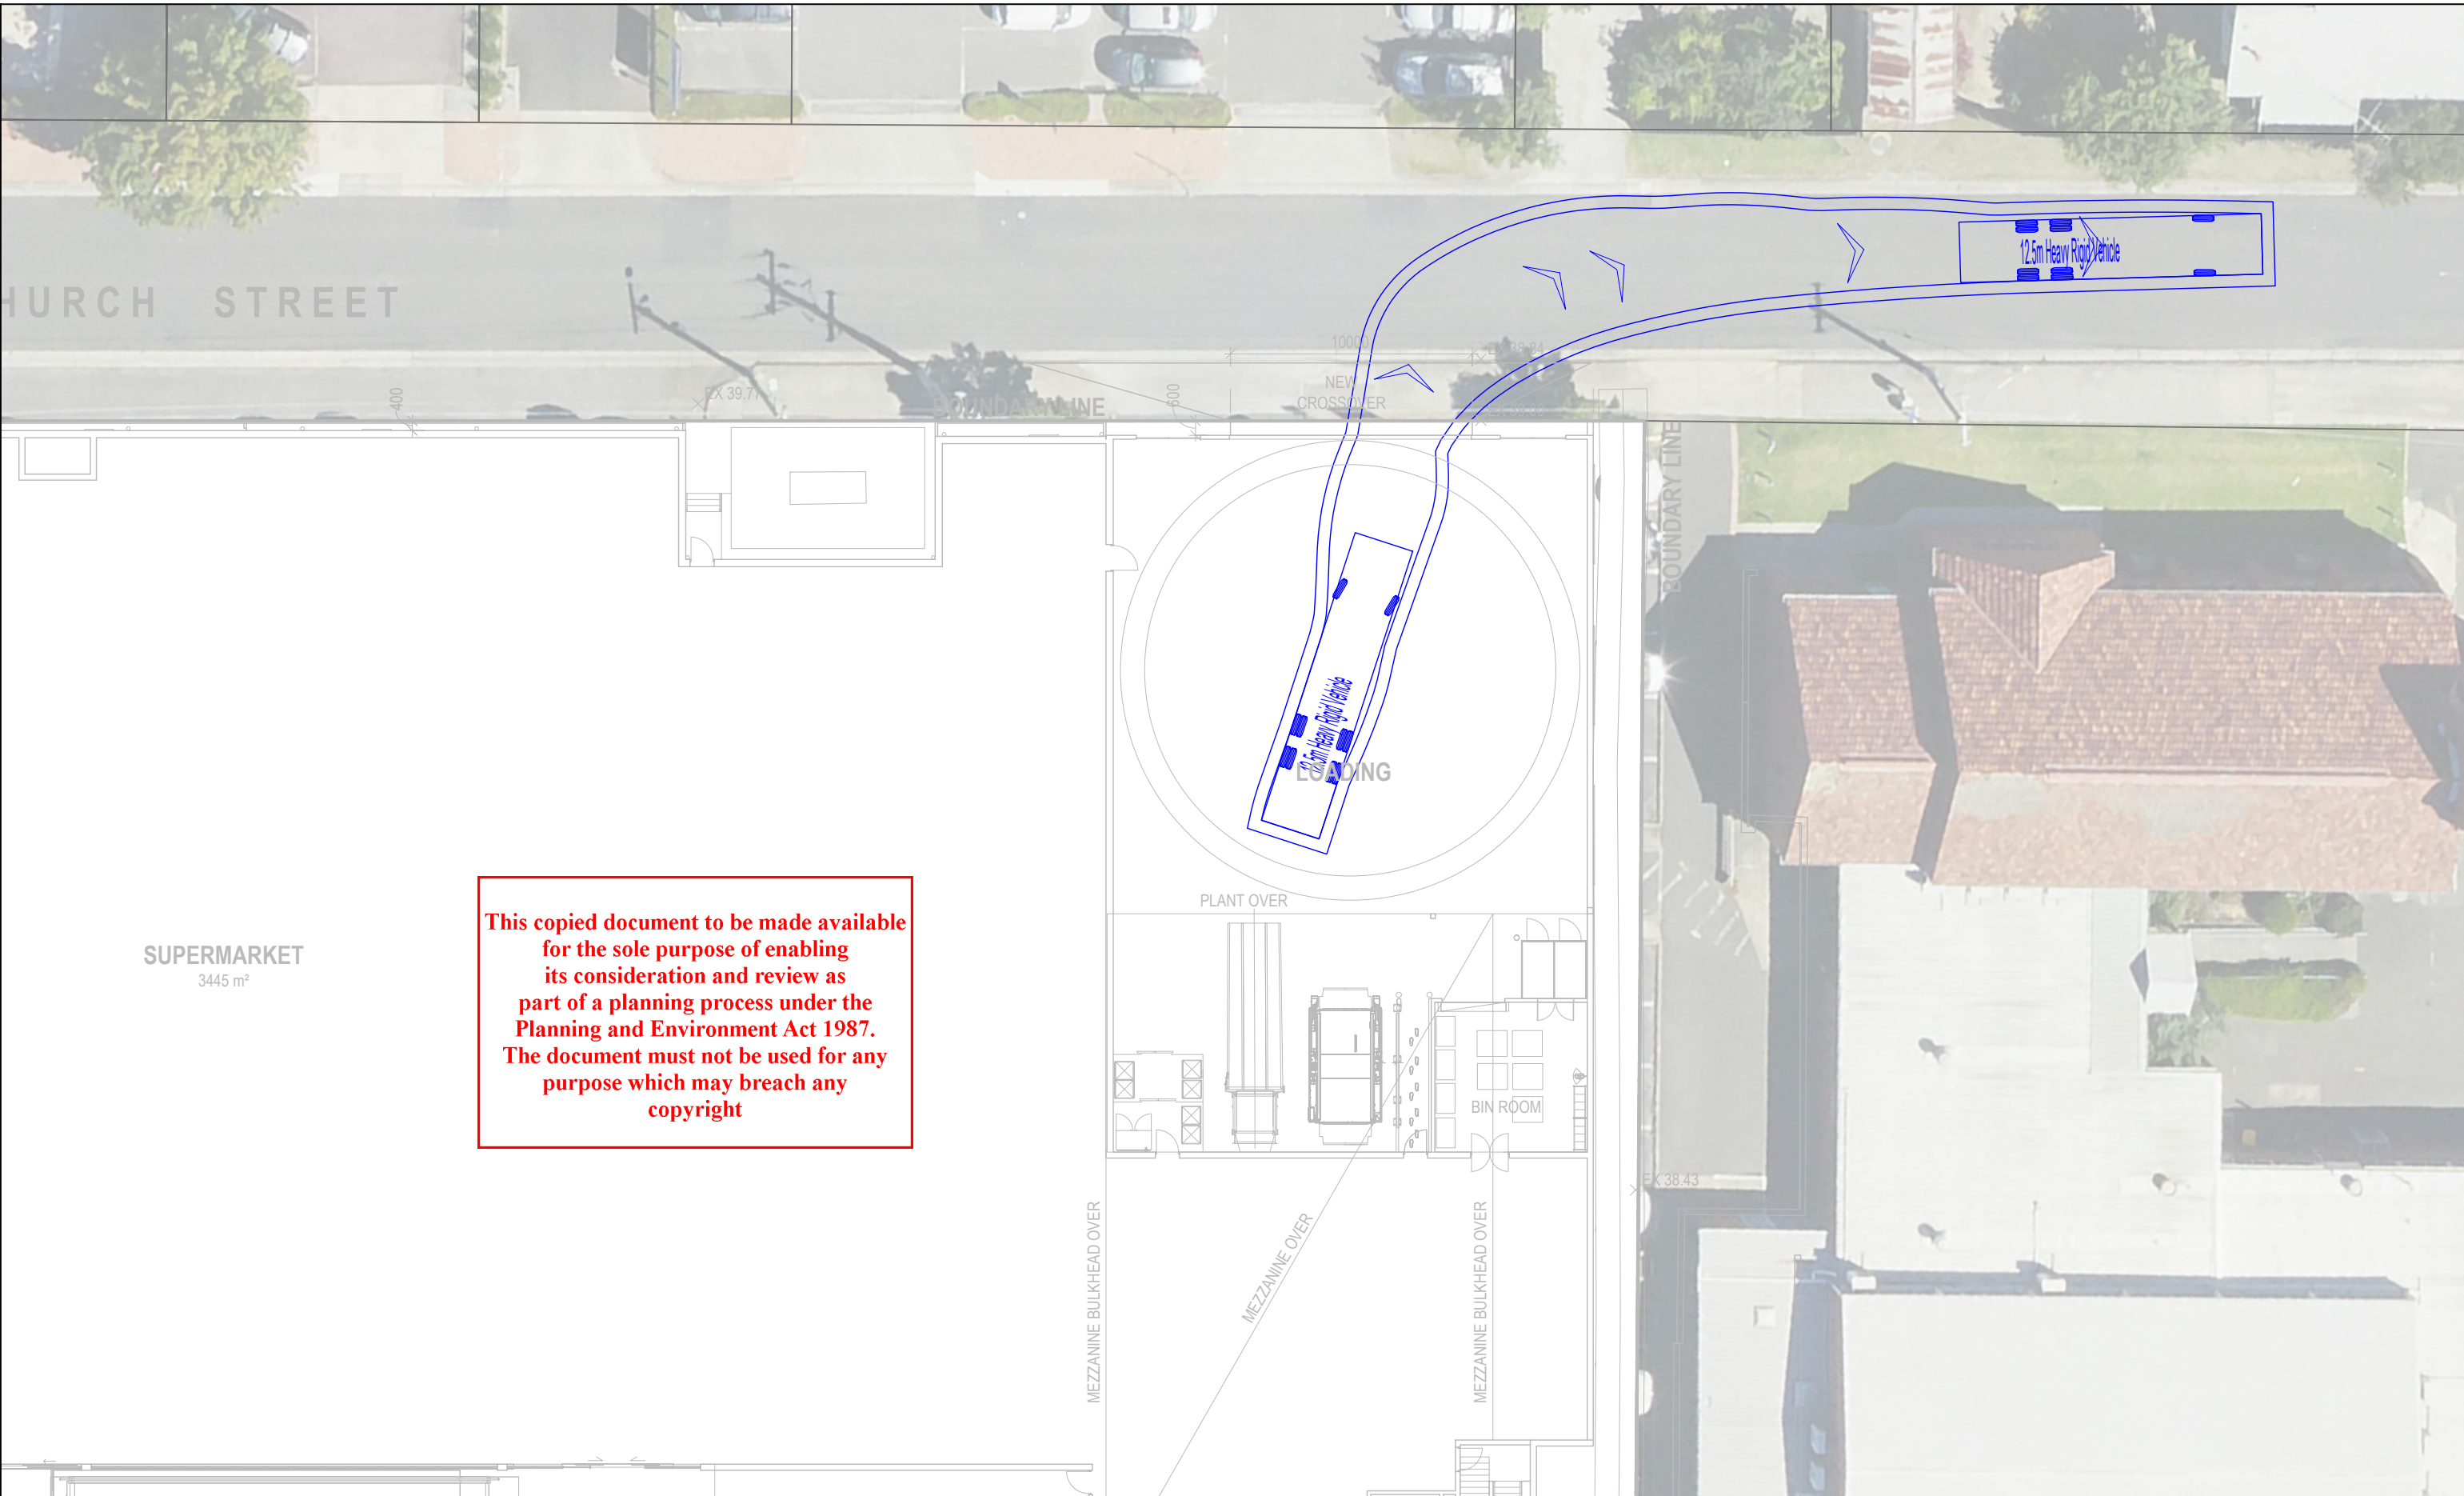 HURCH STREET
10000
EX 39.77
400
BOUNDARY LINE
600
NEW
CROSSOVER
12.5m Heavy Rigid Vehicle
BOUNDARY LINE
12.5m Heavy Rigid Vehicle
LOADING
PLANT OVER
SUPERMARKET
3445 m²
This copied document to be made available
for the sole purpose of enabling
its consideration and review as
part of a planning process under the
Planning and Environment Act 1987.
The document must not be used for any
purpose which may breach any
copyright
BIN ROOM
EX 38.43
MEZZANINE BULKHEAD OVER
MEZZANINE OVER
MEZZANINE BULKHEAD OVER